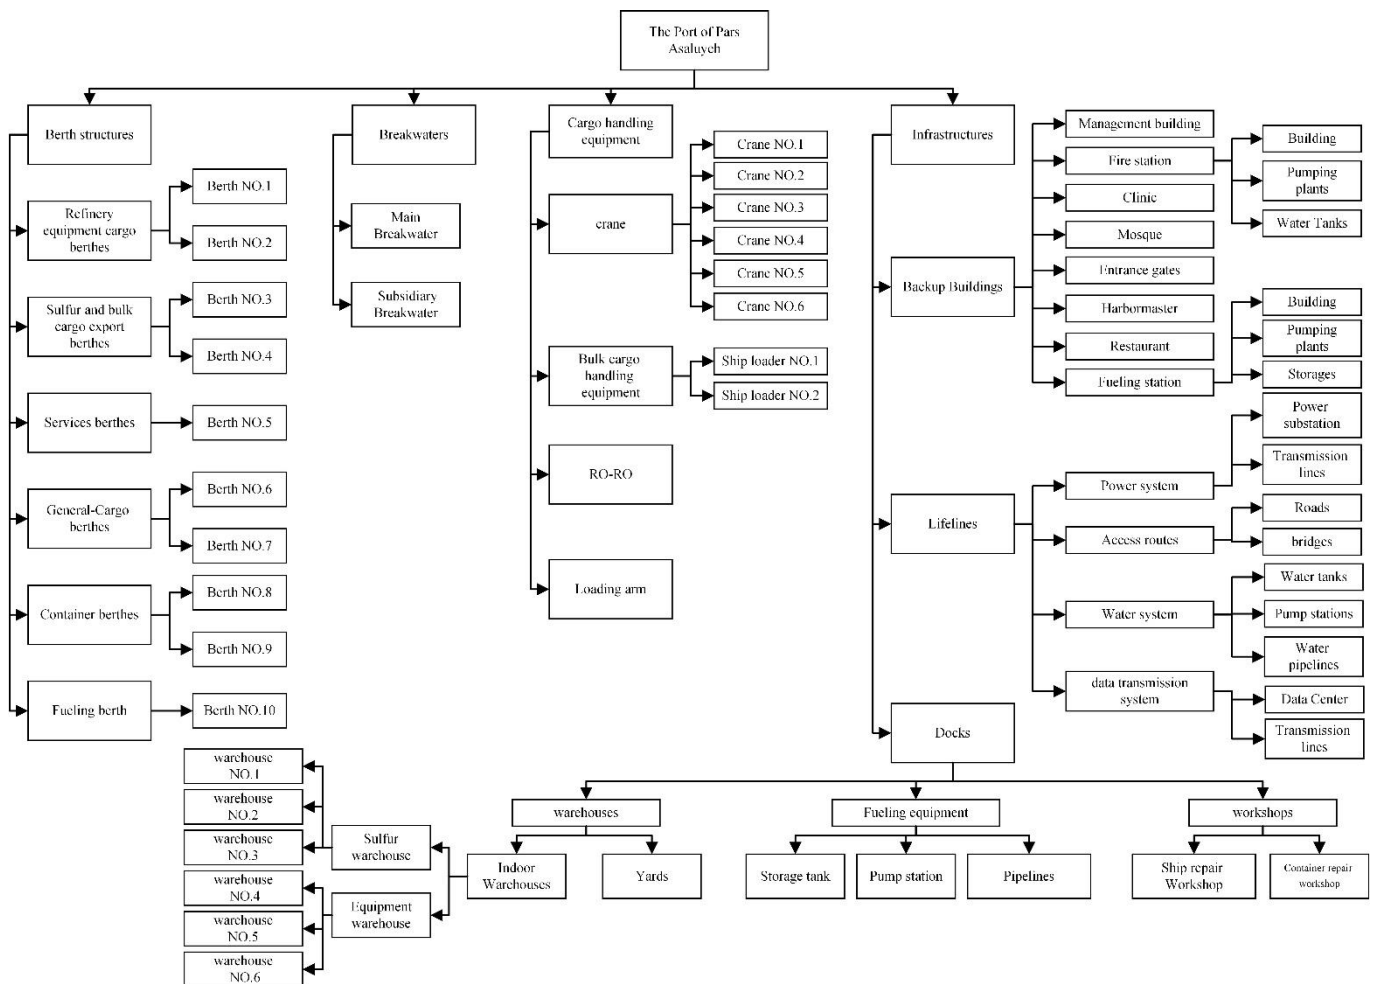 The Port of Pars
Asaluyeh
Berth structures
Refinery
equipment cargo
berthes
Berth NO.1
Berth NO.2
Sulfur and bulk
cargo export
berthes
Berth NO.3
Berth NO.4
Services berthes
Berth NO.5
General-Cargo
berthes
Berth NO.6
Berth NO.7
Container berthes
Berth NO.8
Berth NO.9
Fueling berth
Berth NO.10
Breakwaters
Main
Breakwater
Subsidiary
Breakwater
Cargo handling
equipment
crane
Crane NO.1
Crane NO.2
Crane NO.3
Crane NO.4
Crane NO.5
Crane NO.6
Bulk cargo
handling
equipment
Ship loader NO.1
Ship loader NO.2
RO-RO
Loading arm
Infrastructures
Backup Buildings
Management building
Fire station
Building
Pumping
plants
Water Tanks
Clinic
Mosque
Entrance gates
Harbormaster
Restaurant
Fueling station
Building
Pumping
plants
Storages
Lifelines
Power system
Power
substation
Transmission
lines
Access routes
Roads
bridges
Water system
Water tanks
Pump stations
Water
pipelines
data transmission
system
Data Center
Transmission
lines
Docks
warehouses
Indoor
Warehouses
Sulfur
warehouse
warehouse
NO.1
warehouse
NO.2
warehouse
NO.3
Equipment
warehouse
warehouse
NO.4
warehouse
NO.5
warehouse
NO.6
Yards
Fueling equipment
Storage tank
Pump station
Pipelines
workshops
Ship repair
Workshop
Container repair
workshop